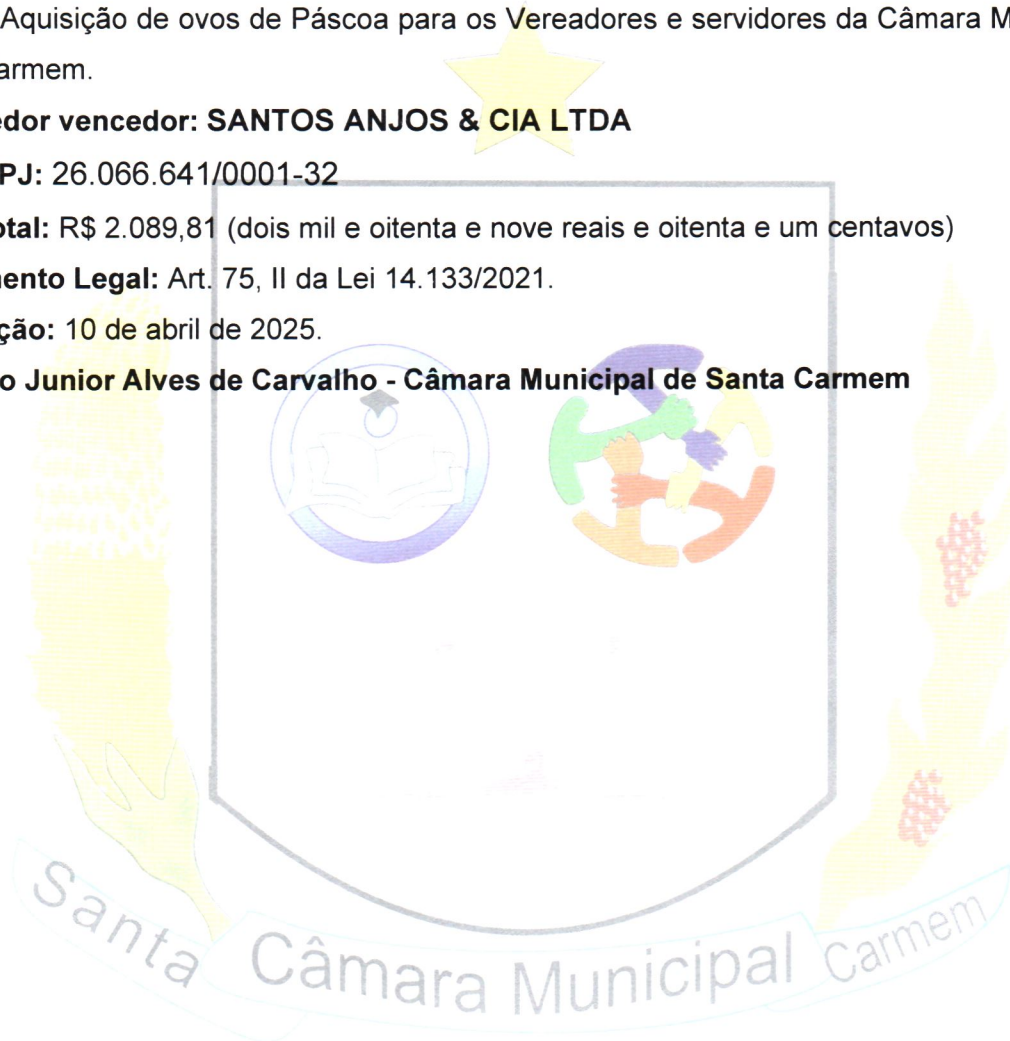 Aquisição de ovos de Páscoa para os Vereadores e servidores da Câmara M
armem.
edor vencedor: SANTOS ANJOS & CIA LTDA
PJ: 26.066.641/0001-32
otal: R$ 2.089,81 (dois mil e oitenta e nove reais e oitenta e um centavos)
mento Legal: Art. 75, II da Lei 14.133/2021.
ção: 10 de abril de 2025.
o Junior Alves de Carvalho - Câmara Municipal de Santa Carmem
Santa Câmara Municipal Carmem